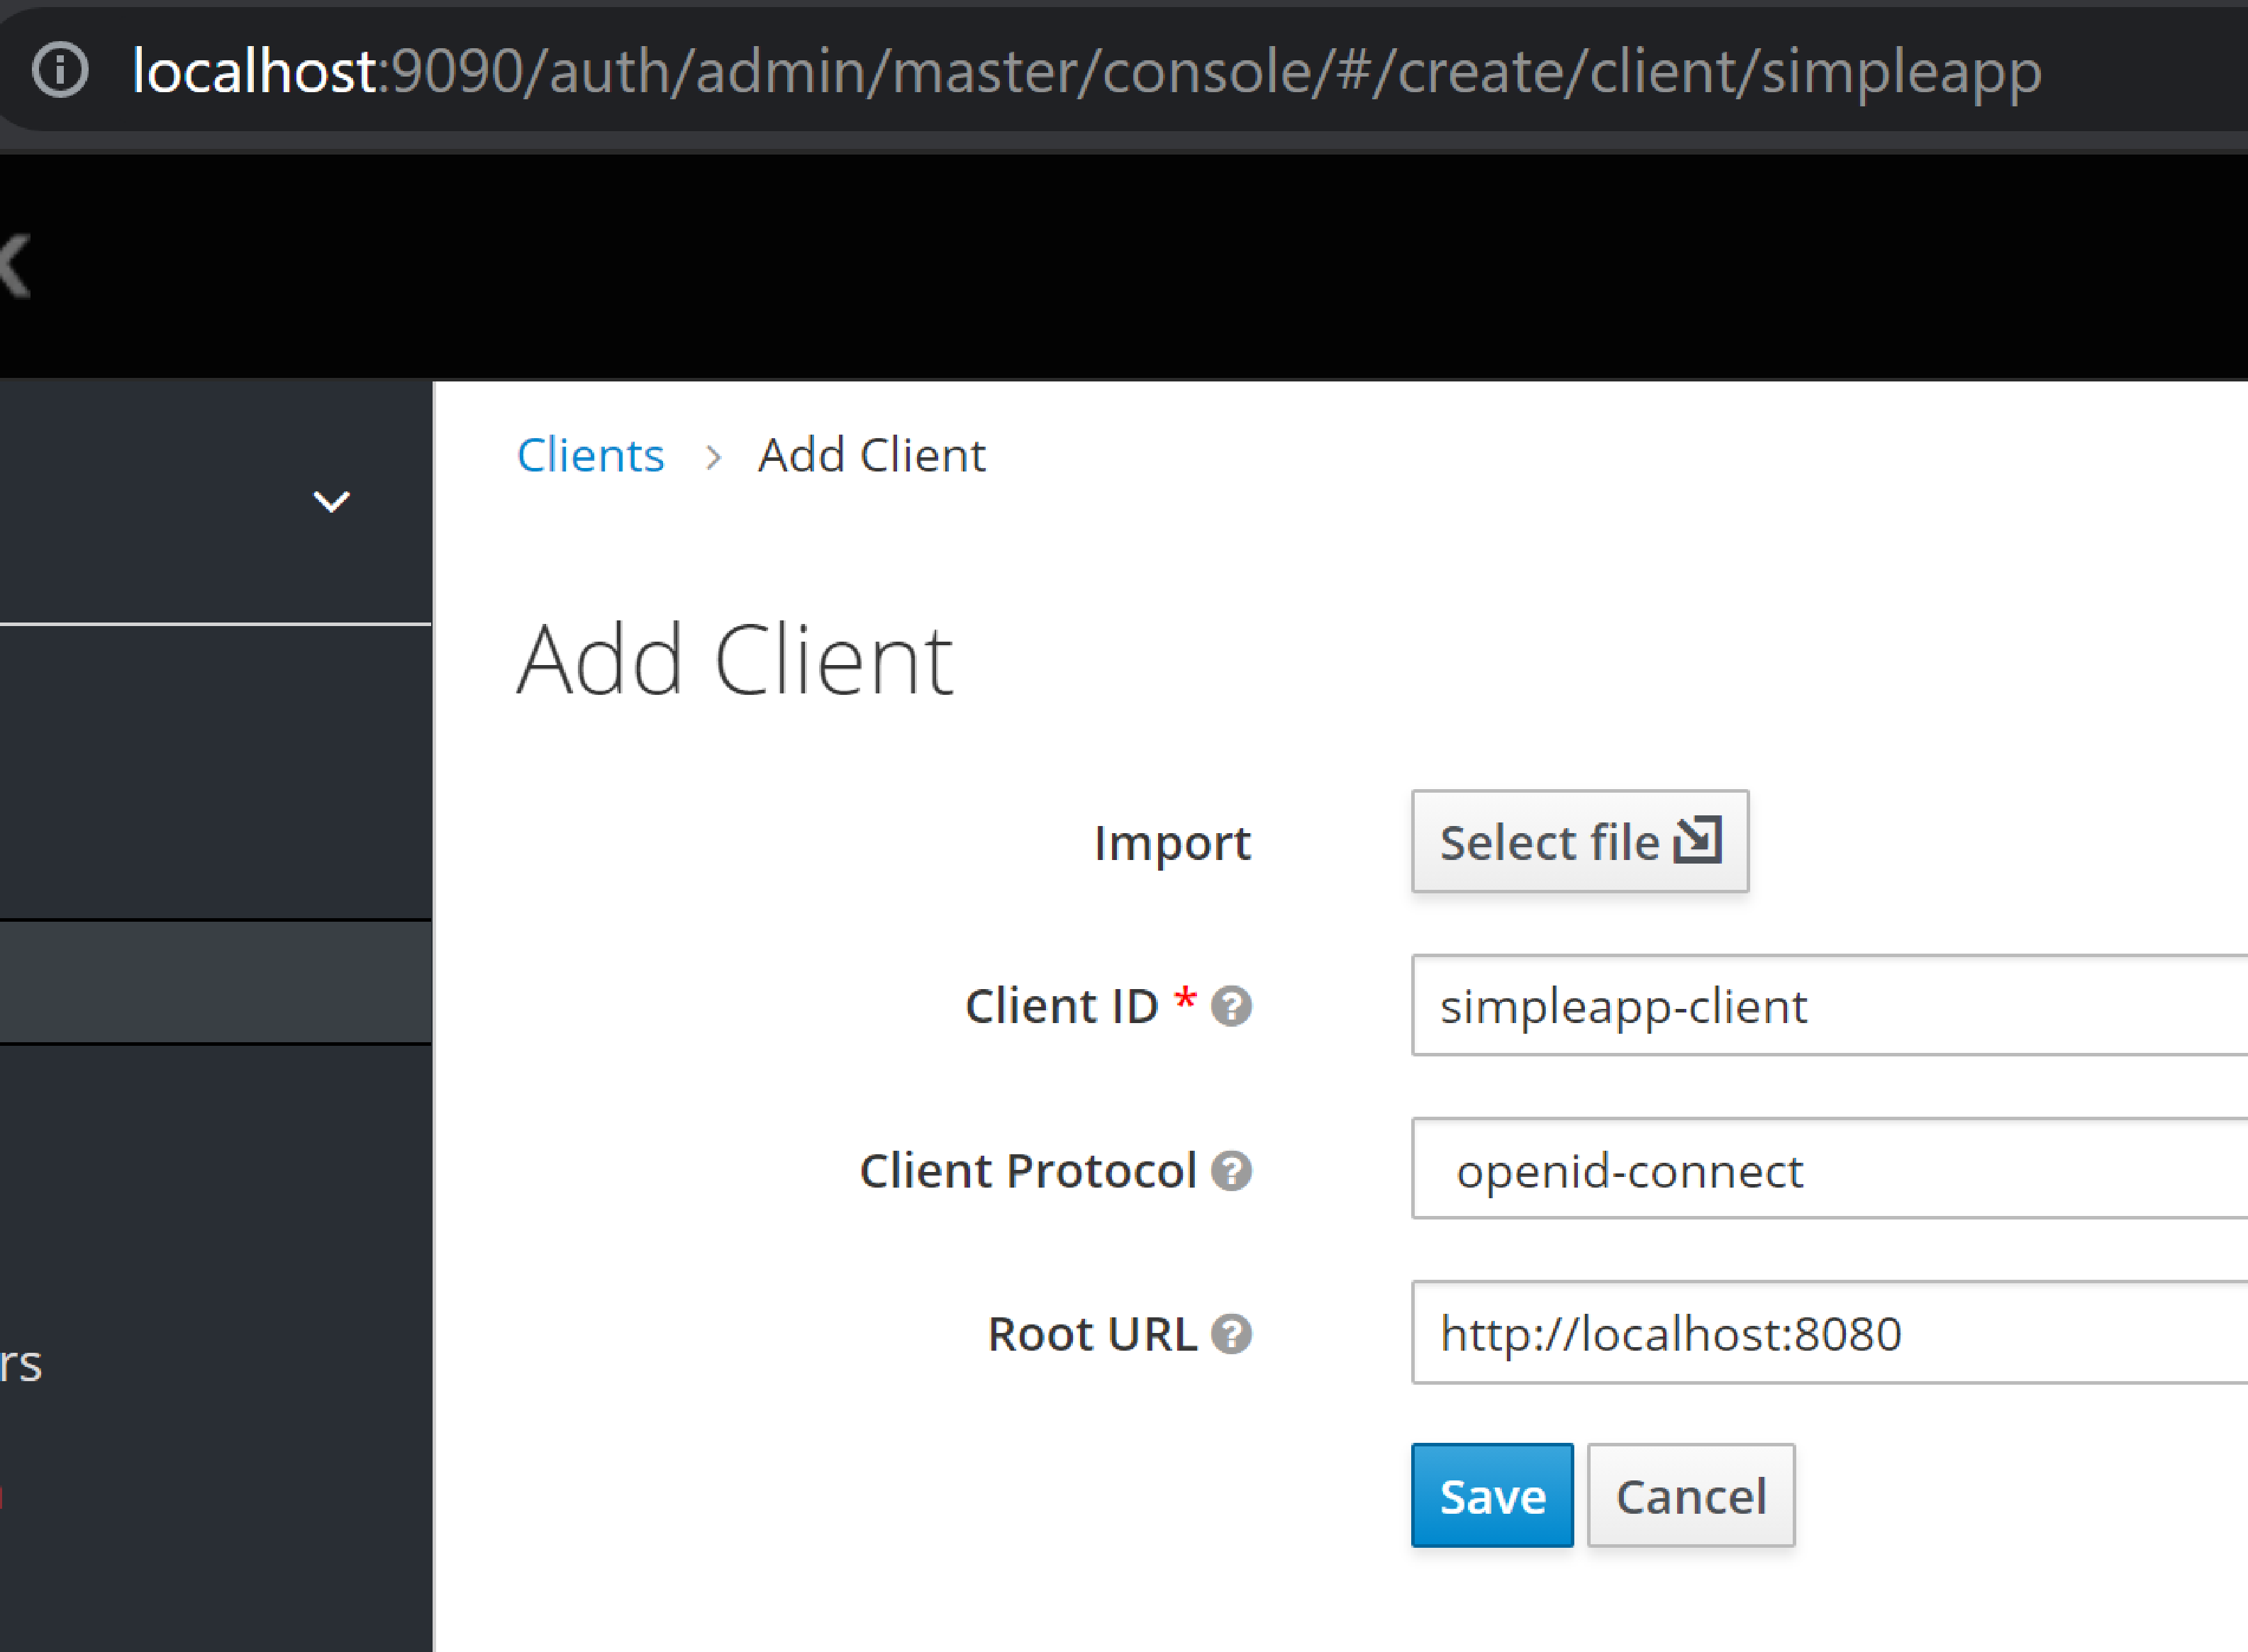 localhost:9090/auth/admin/master/console/#/create/client/simpleapp
Clients > Add Client
Add Client
Import Select file
Client ID * simpleapp-client
Client Protocol openid-connect
Root URL http://localhost:8080
rs
Save Cancel